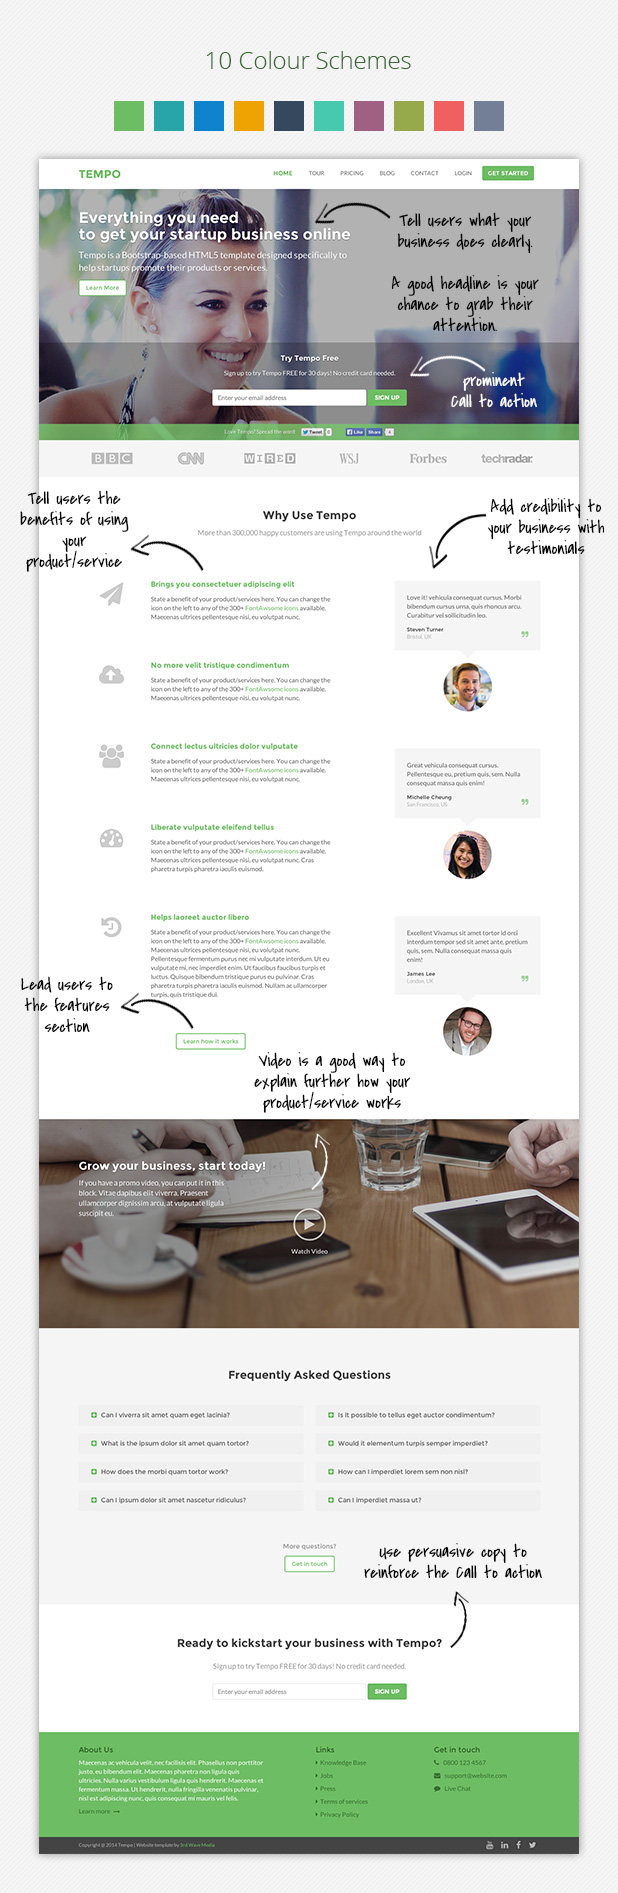 10 Colour Schemes
TEMPO
HOME TOUR PRICING BLOG CONTACT LOGIN GET STARTED
Everything you need
to get your startup business online
Tempo is a Bootstrap-based HTML5 template designed specifically to
help startups promote their products or services.
Learn More
Tell users what your
business does clearly.
A good headline is your
chance to grab their
attention.
Try Tempo Free
Sign up to try Tempo FREE for 30 days! No credit card needed.
Enter your email address SIGN UP
prominent
Call to action
Love Tempo? Spread the word Tweet 0 Like Share 4
BBC CNN WIRED WSJ Forbes techradar.
Tell users the
benefits of using
your
product/service
Why Use Tempo
More than 300,000 happy customers are using Tempo around the world
Add credibility to
your business with
testimonials
Brings you consectetuer adipiscing elit
State a benefit of your product/services here. You can change the
icon on the left to any of the 300+ FontAwsome icons available.
Maecenas ultrices pellentesque nisi, eu volutpat nunc.
Love it! vehicula consequat cursus. Morbi
bibendum cursus urna, quis rhoncus arcu.
Curabitur vel sollicitudin leo.
Steven Turner
Bristol, UK
No more velit tristique condimentum
State a benefit of your product/services here. You can change the
icon on the left to any of the 300+ FontAwsome icons available.
Maecenas ultrices pellentesque nisi, eu volutpat nunc.
Connect lectus ultricies dolor vulputate
State a benefit of your product/services here. You can change the
icon on the left to any of the 300+ FontAwsome icons available.
Maecenas ultrices pellentesque nisi, eu volutpat nunc.
Great vehicula consequat cursus.
Pellentesque eu, pretium quis, sem. Nulla
consequat massa quis enim!
Michelle Cheung
San Francisco, US
Liberate vulputate eleifend tellus
State a benefit of your product/services here. You can change the
icon on the left to any of the 300+ FontAwsome icons available.
Maecenas ultrices pellentesque nisi, eu volutpat nunc. Cras
pharetra turpis pharetra iaculis euismod.
Helps laoreet auctor libero
State a benefit of your product/services here. You can change the
icon on the left to any of the 300+ FontAwsome icons available.
Maecenas ultrices pellentesque nisi, eu volutpat nunc.
Pellentesque fermentum purus nec mi vulputate interdum. Ut eu
vulputate mi, nec imperdiet enim. Ut faucibus faucibus turpis et
luctus. Quisque bibendum tristique purus eu pulvinar. Cras
pharetra turpis pharetra iaculis euismod. Nullam ac ullamcorper
turpis, quis tristique dui.
Excellent Vivamus sit amet tortor id orci
interdum tempor sed sit amet ante, pretium
quis, sem. Nulla consequat massa quis
enim!
James Lee
London, UK
Lead users to
the features
section
Learn how it works
Video is a good way to
explain further how your
product/service works
Grow your business, start today!
If you have a promo video, you can put it in this
block. Vitae dapibus elit viverra. Praesent
ullamcorper dignissim arcu, at vulputate ligula
suscipit eu.
Watch Video
Frequently Asked Questions
Can I viverra sit amet quam eget lacinia?
Is it possible to tellus eget auctor condimentum?
What is the ipsum dolor sit amet quam tortor?
Would it elementum turpis semper imperdiet?
How does the morbi quam tortor work?
How can I imperdiet lorem sem non nisl?
Can I ipsum dolor sit amet nascetur ridiculus?
Can I imperdiet massa ut?
More questions?
Get in touch
Use persuasive copy to
reinforce the Call to action
Ready to kickstart your business with Tempo?
Sign up to try Tempo FREE for 30 days! No credit card needed.
Enter your email address SIGN UP
About Us
Maecenas ac vehicula velit, nec facilisis elit. Phasellus non porttitor
justo, eu bibendum elit. Maecenas pharetra non ligula quis
ultricies. Nulla varius vestibulum ligula quis hendrerit. Maecenas et
fermentum massa. Ut hendrerit, nulla fringilla venenatis pulvinar,
nisl est adipiscing nunc, quis consequat mi mauris vel felis.
Learn more
Links
Knowledge Base
Jobs
Press
Terms of services
Privacy Policy
Get in touch
0800 123 4567
support@website.com
Live Chat
Copyright @ 2014 Tempo | Website template by 3rd Wave Media